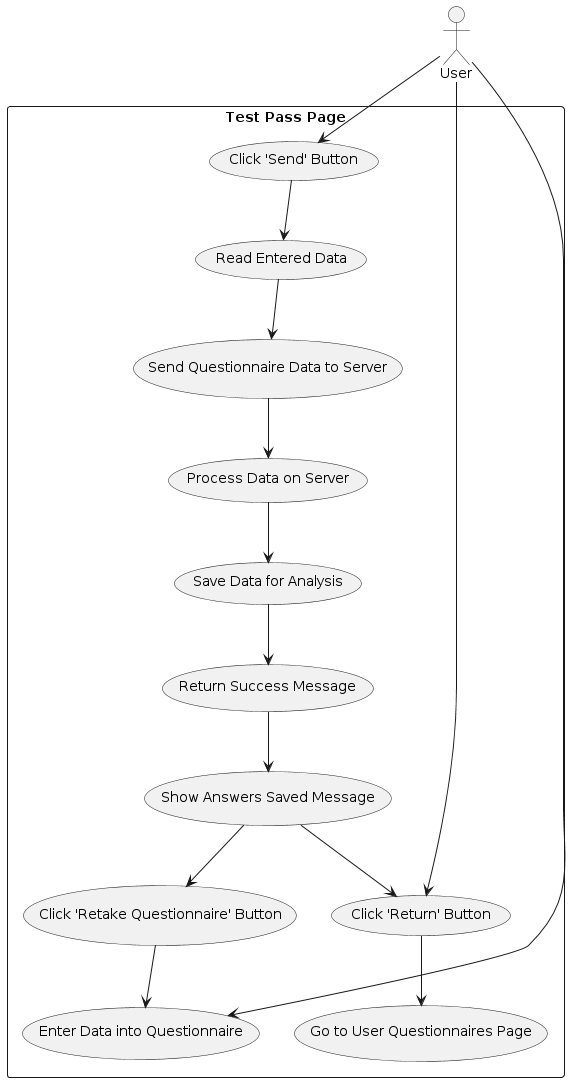 User
Test Pass Page
Click 'Send' Button
Read Entered Data
Send Questionnaire Data to Server
Process Data on Server
Save Data for Analysis
Return Success Message
Show Answers Saved Message
Click 'Retake Questionnaire' Button
Click 'Return' Button
Enter Data into Questionnaire
Go to User Questionnaires Page